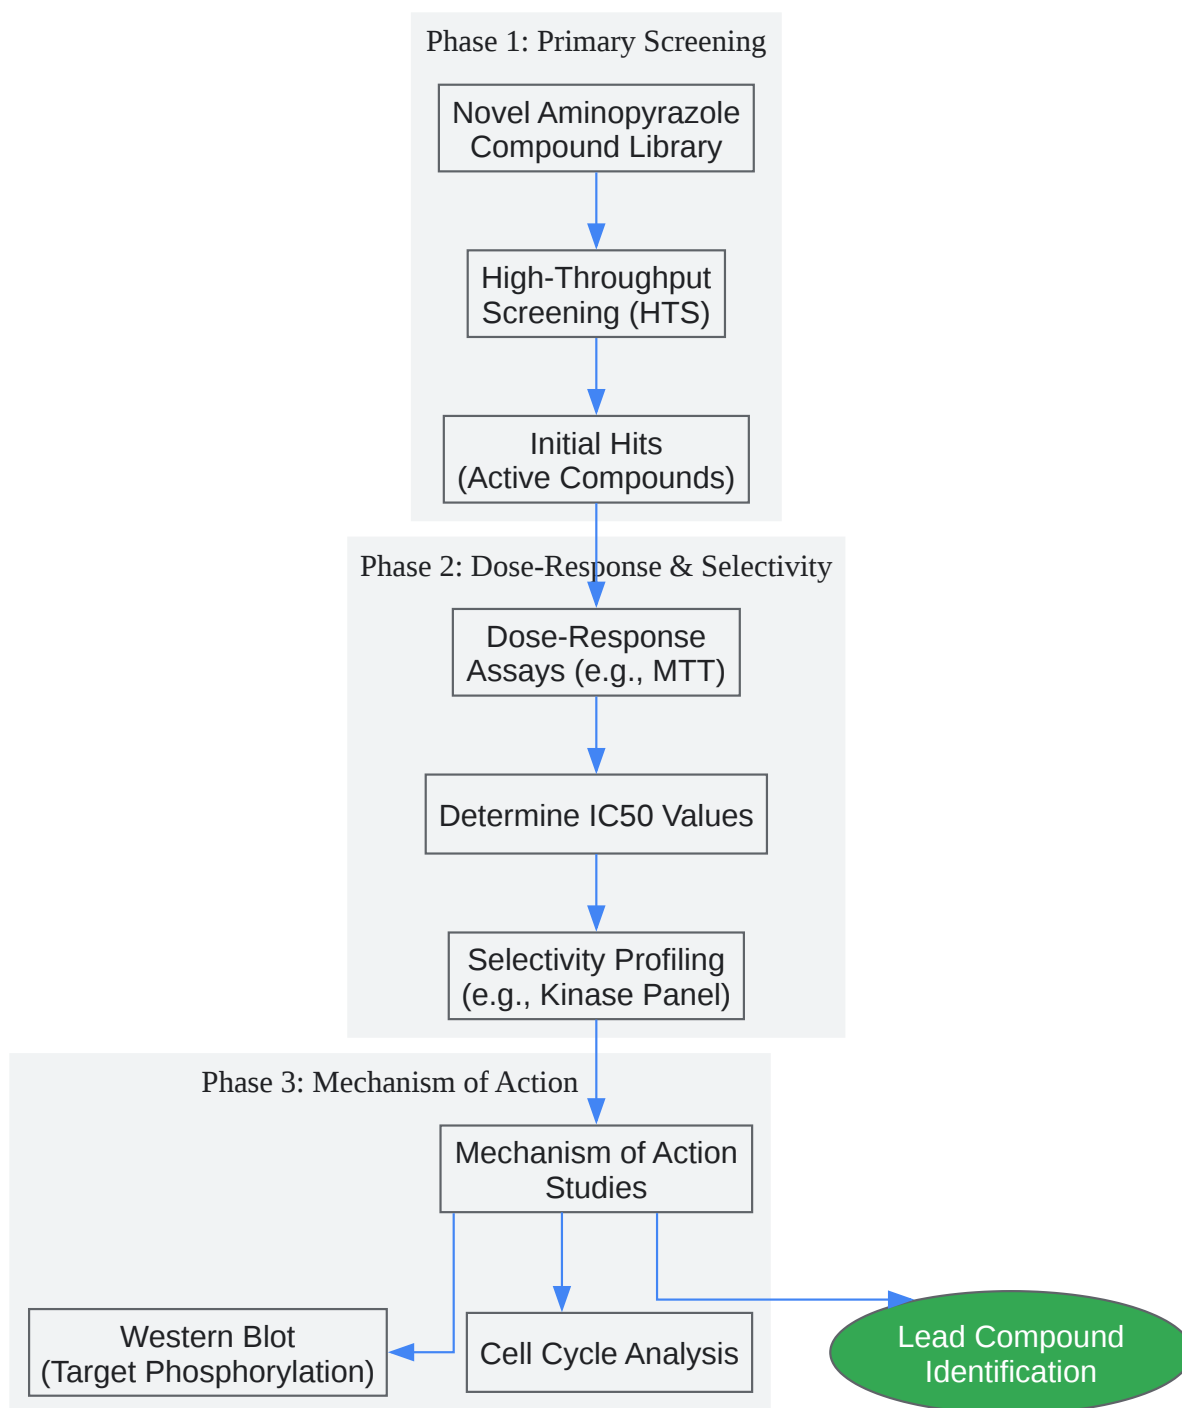 Phase 1: Primary Screening
Novel Aminopyrazole
Compound Library
High-Throughput
Screening (HTS)
Initial Hits
(Active Compounds)
Phase 2: Dose-Response & Selectivity
Dose-Response
Assays (e.g., MTT)
Determine IC50 Values
Selectivity Profiling
(e.g., Kinase Panel)
Phase 3: Mechanism of Action
Mechanism of Action
Studies
Western Blot
(Target Phosphorylation)
Cell Cycle Analysis
Lead Compound
Identification